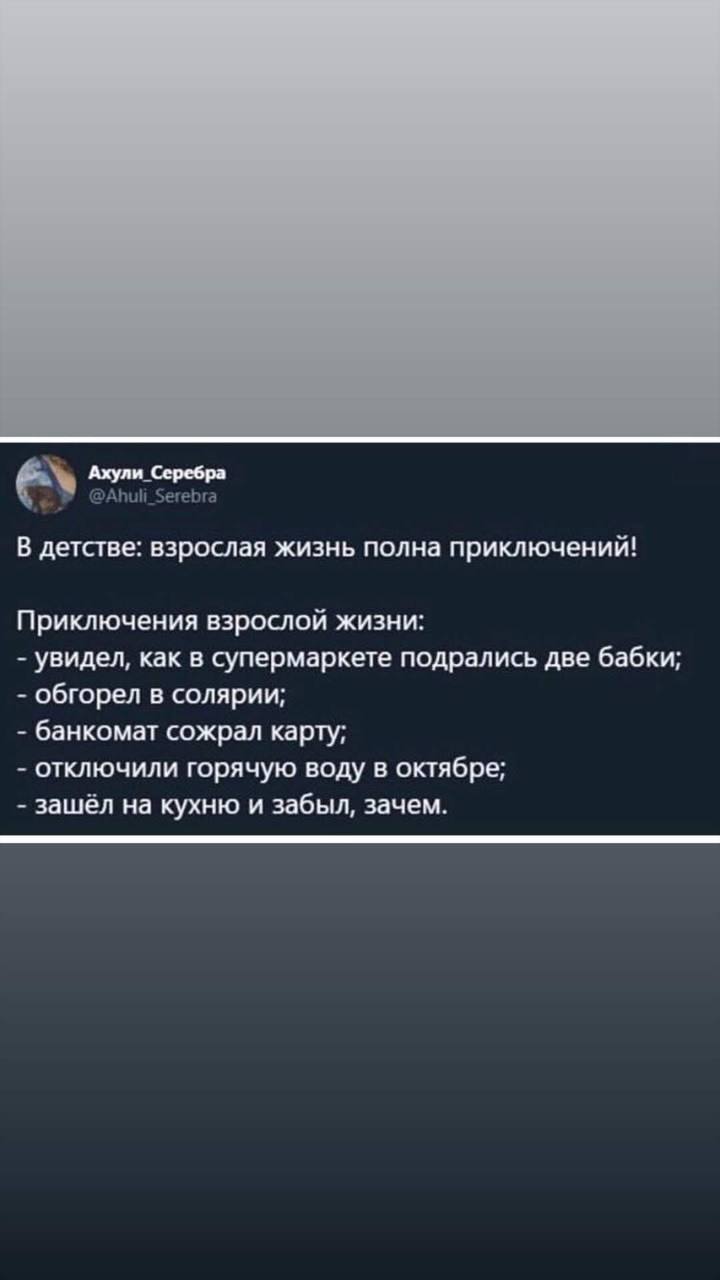 Ахули_Серебра
@Ahuli_Serebra
В детстве: взрослая жизнь полна приключений!
Приключения взрослой жизни:
- увидел, как в супермаркете подрались две бабки;
- обгорел в солярии;
- банкомат сожрал карту;
- отключили горячую воду в октябре;
- зашёл на кухню и забыл, зачем.